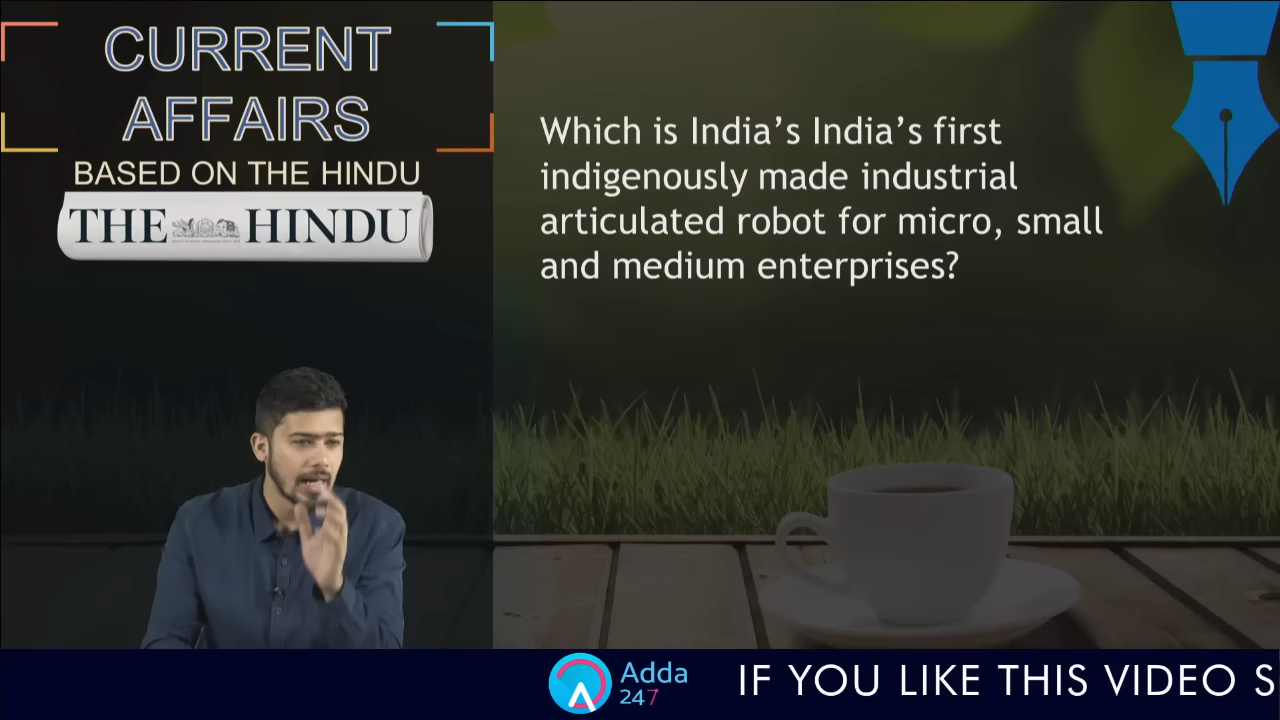 CURRENT
AFFAIRS
BASED ON THE HINDU
THE HINDU
Which is India’s India’s first
indigenously made industrial
articulated robot for micro, small
and medium enterprises?
Adda
247
IF YOU LIKE THIS VIDEO S